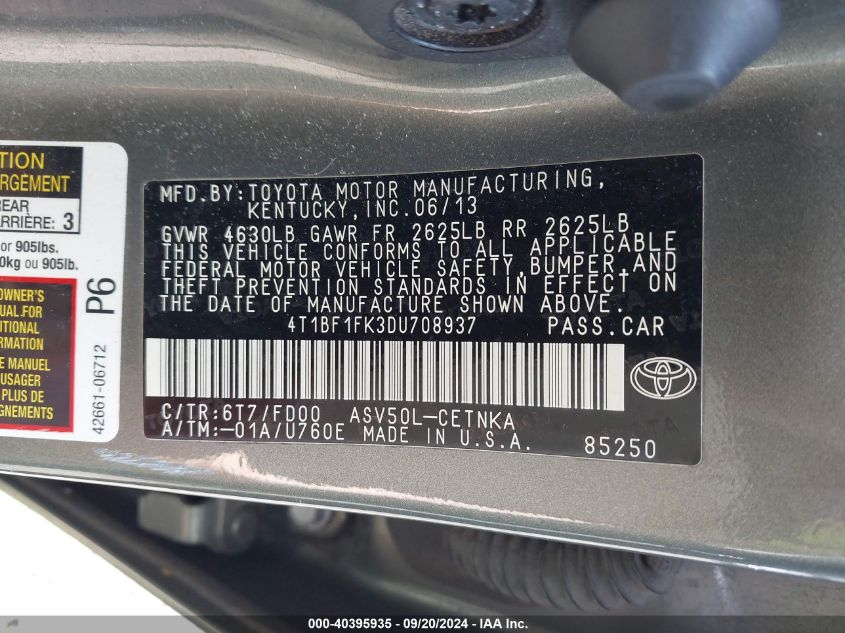 TION
RGEMENT
REAR
ARRIÈRE: 3
or 905lbs.
0kg ou 905lb.
OWNER'S
UAL FOR
ITIONAL
RMATION
E MANUEL
USAGER
PLUS DE
ILS
P6
42661-06712
MFD.BY:TOYOTA MOTOR MANUFACTURING,
KENTUCKY, INC. 06/13
GVWR 4630LB GAWR FR 2625LB RR 2625LB
THIS VEHICLE CONFORMS TO ALL APPLICABLE
FEDERAL MOTOR VEHICLE SAFETY,BUMPER,AND
THEFT PREVENTION STANDARDS IN EFFECT ON
THE DATE OF MANUFACTURE SHOWN ABOVE.
4T1BF1FK3DU708937 PASS.CAR
C/TR:6T7/FD00 ASV50L-CETNKA
A/TM:-01A/U760E MADE IN U.S.A.
85250
000-40395935 - 09/20/2024 - IAA Inc.